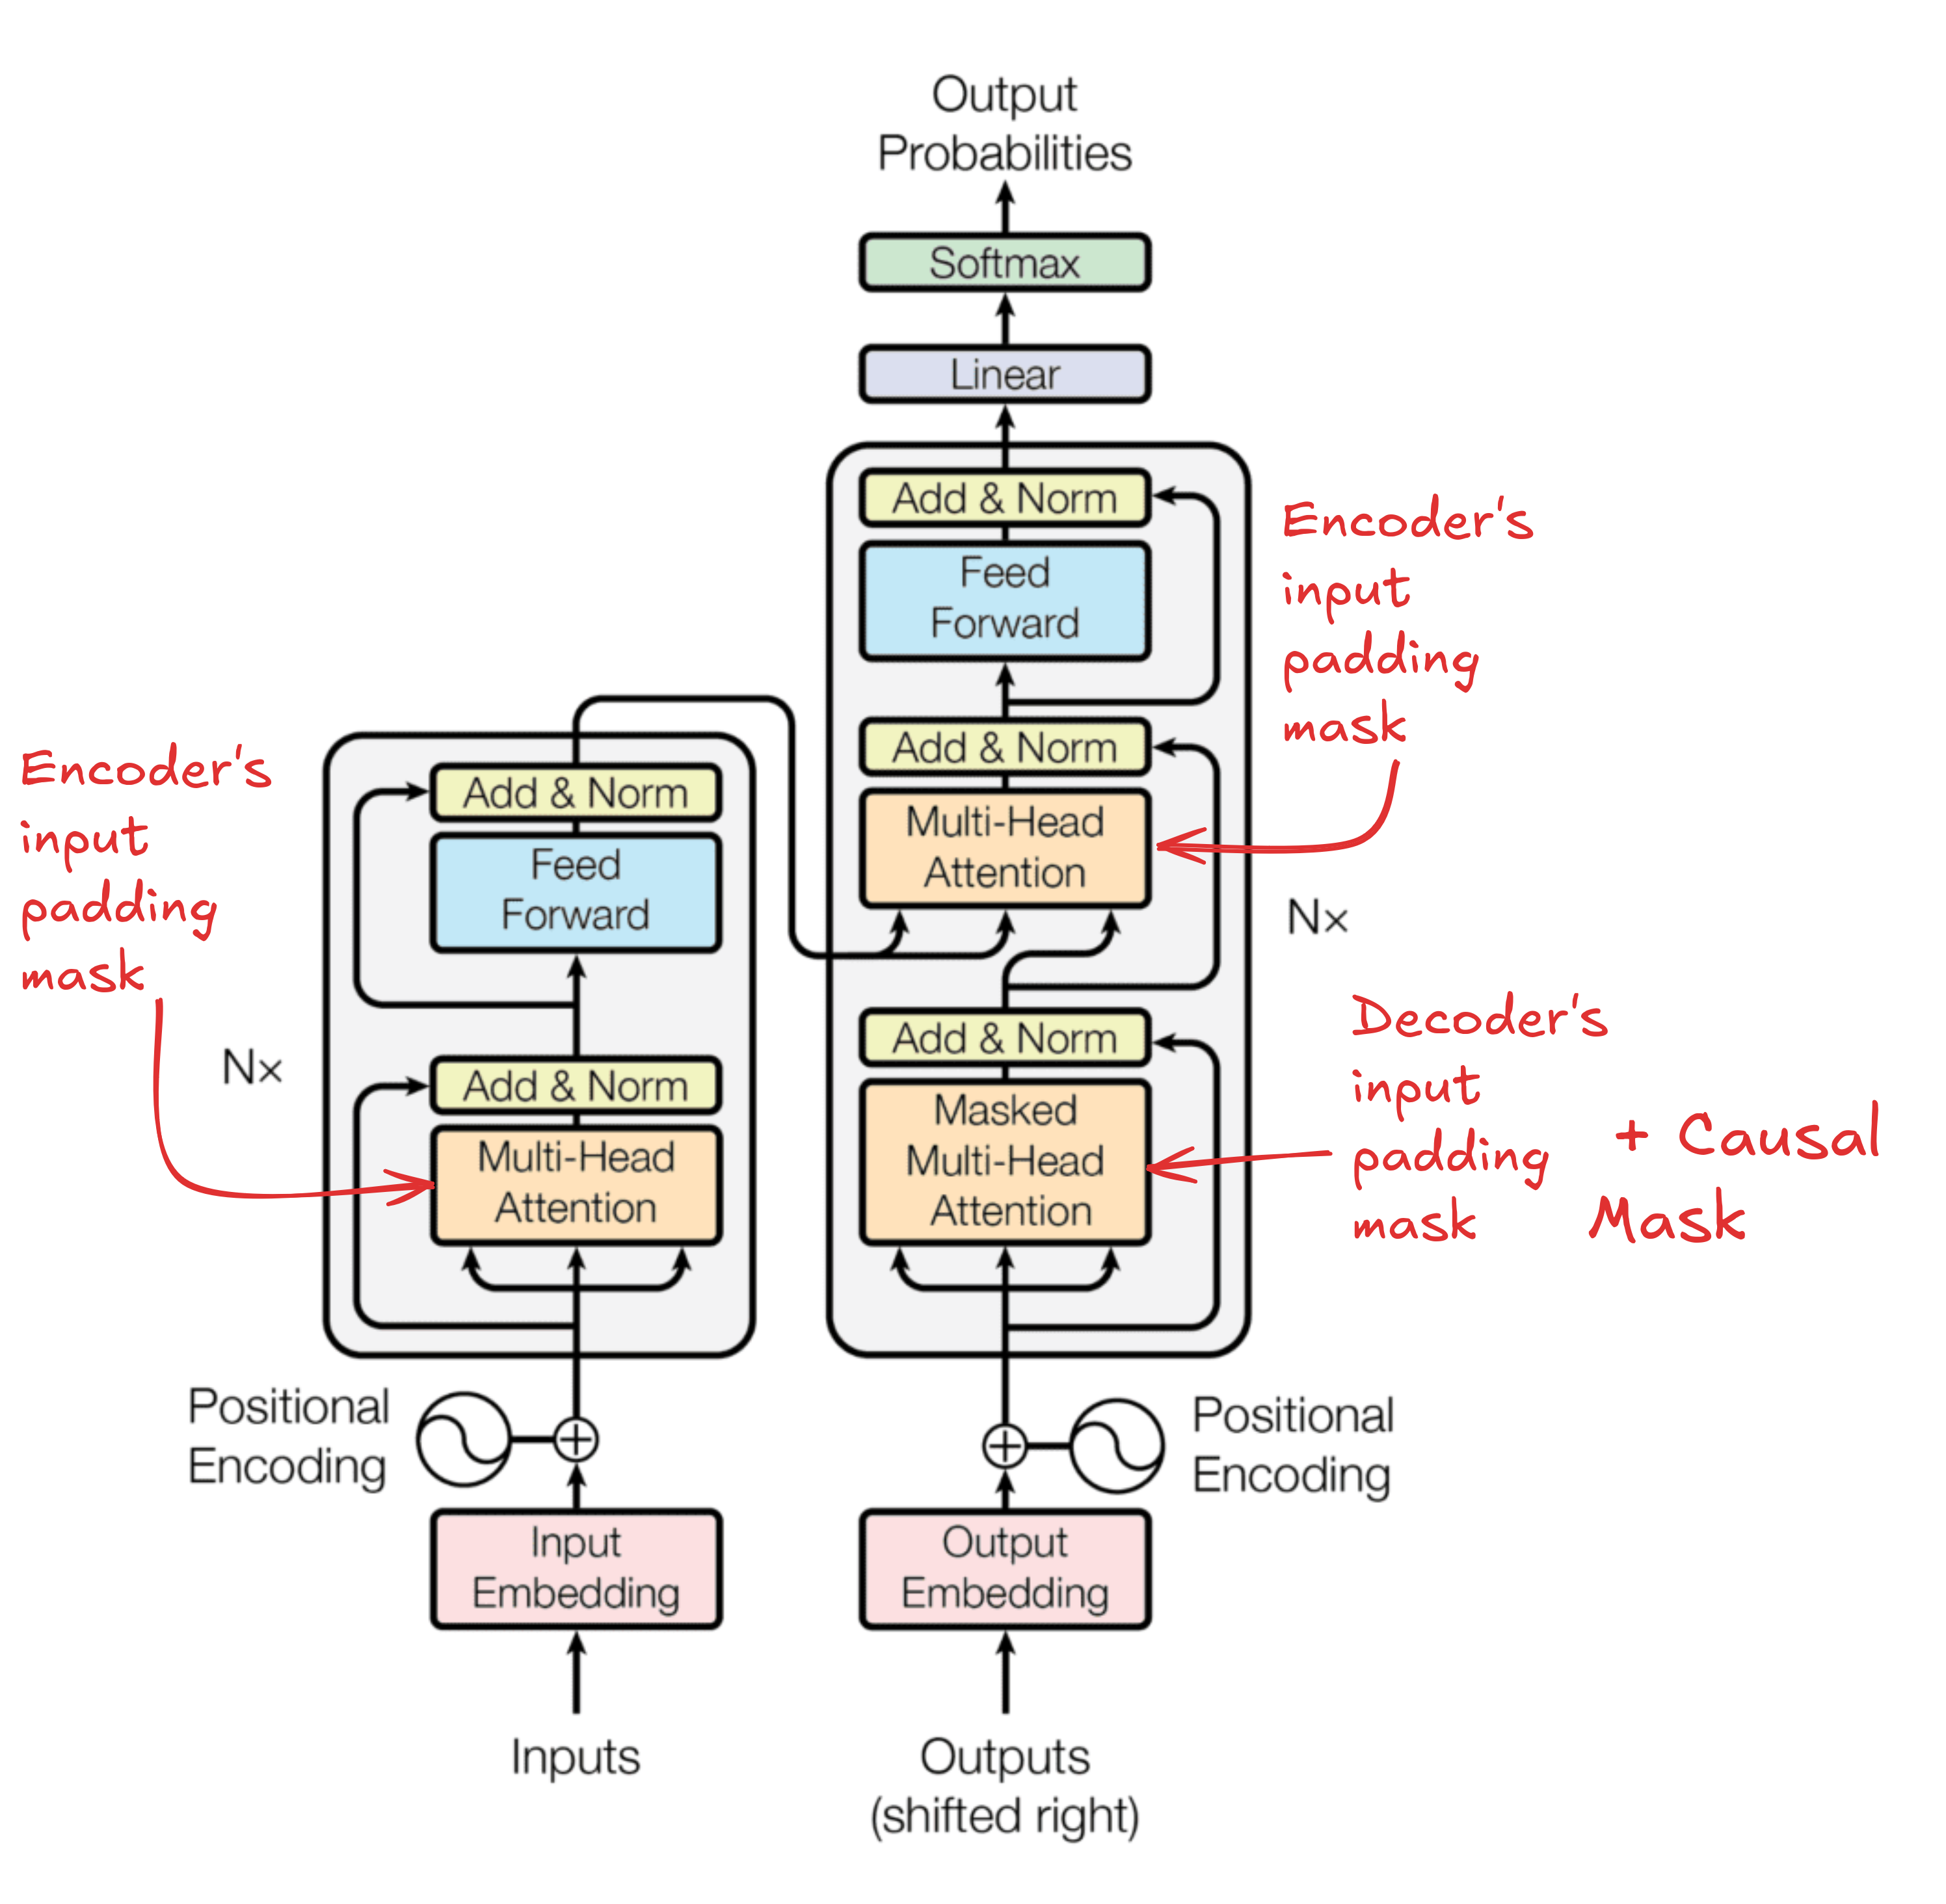 Output
Probabilities
Softmax
Linear
Add & Norm
Feed
Forward
Add & Norm
Multi-Head
Attention
Add & Norm
Masked
Multi-Head
Attention
Nx
Encoder's
input
padding
mask
Decoder's
input
padding
mask
+ Causal
Mask
Encoder's
input
padding
mask
Nx
Add & Norm
Feed
Forward
Add & Norm
Multi-Head
Attention
Positional
Encoding
Input
Embedding
Inputs
Positional
Encoding
Output
Embedding
Outputs
(shifted right)